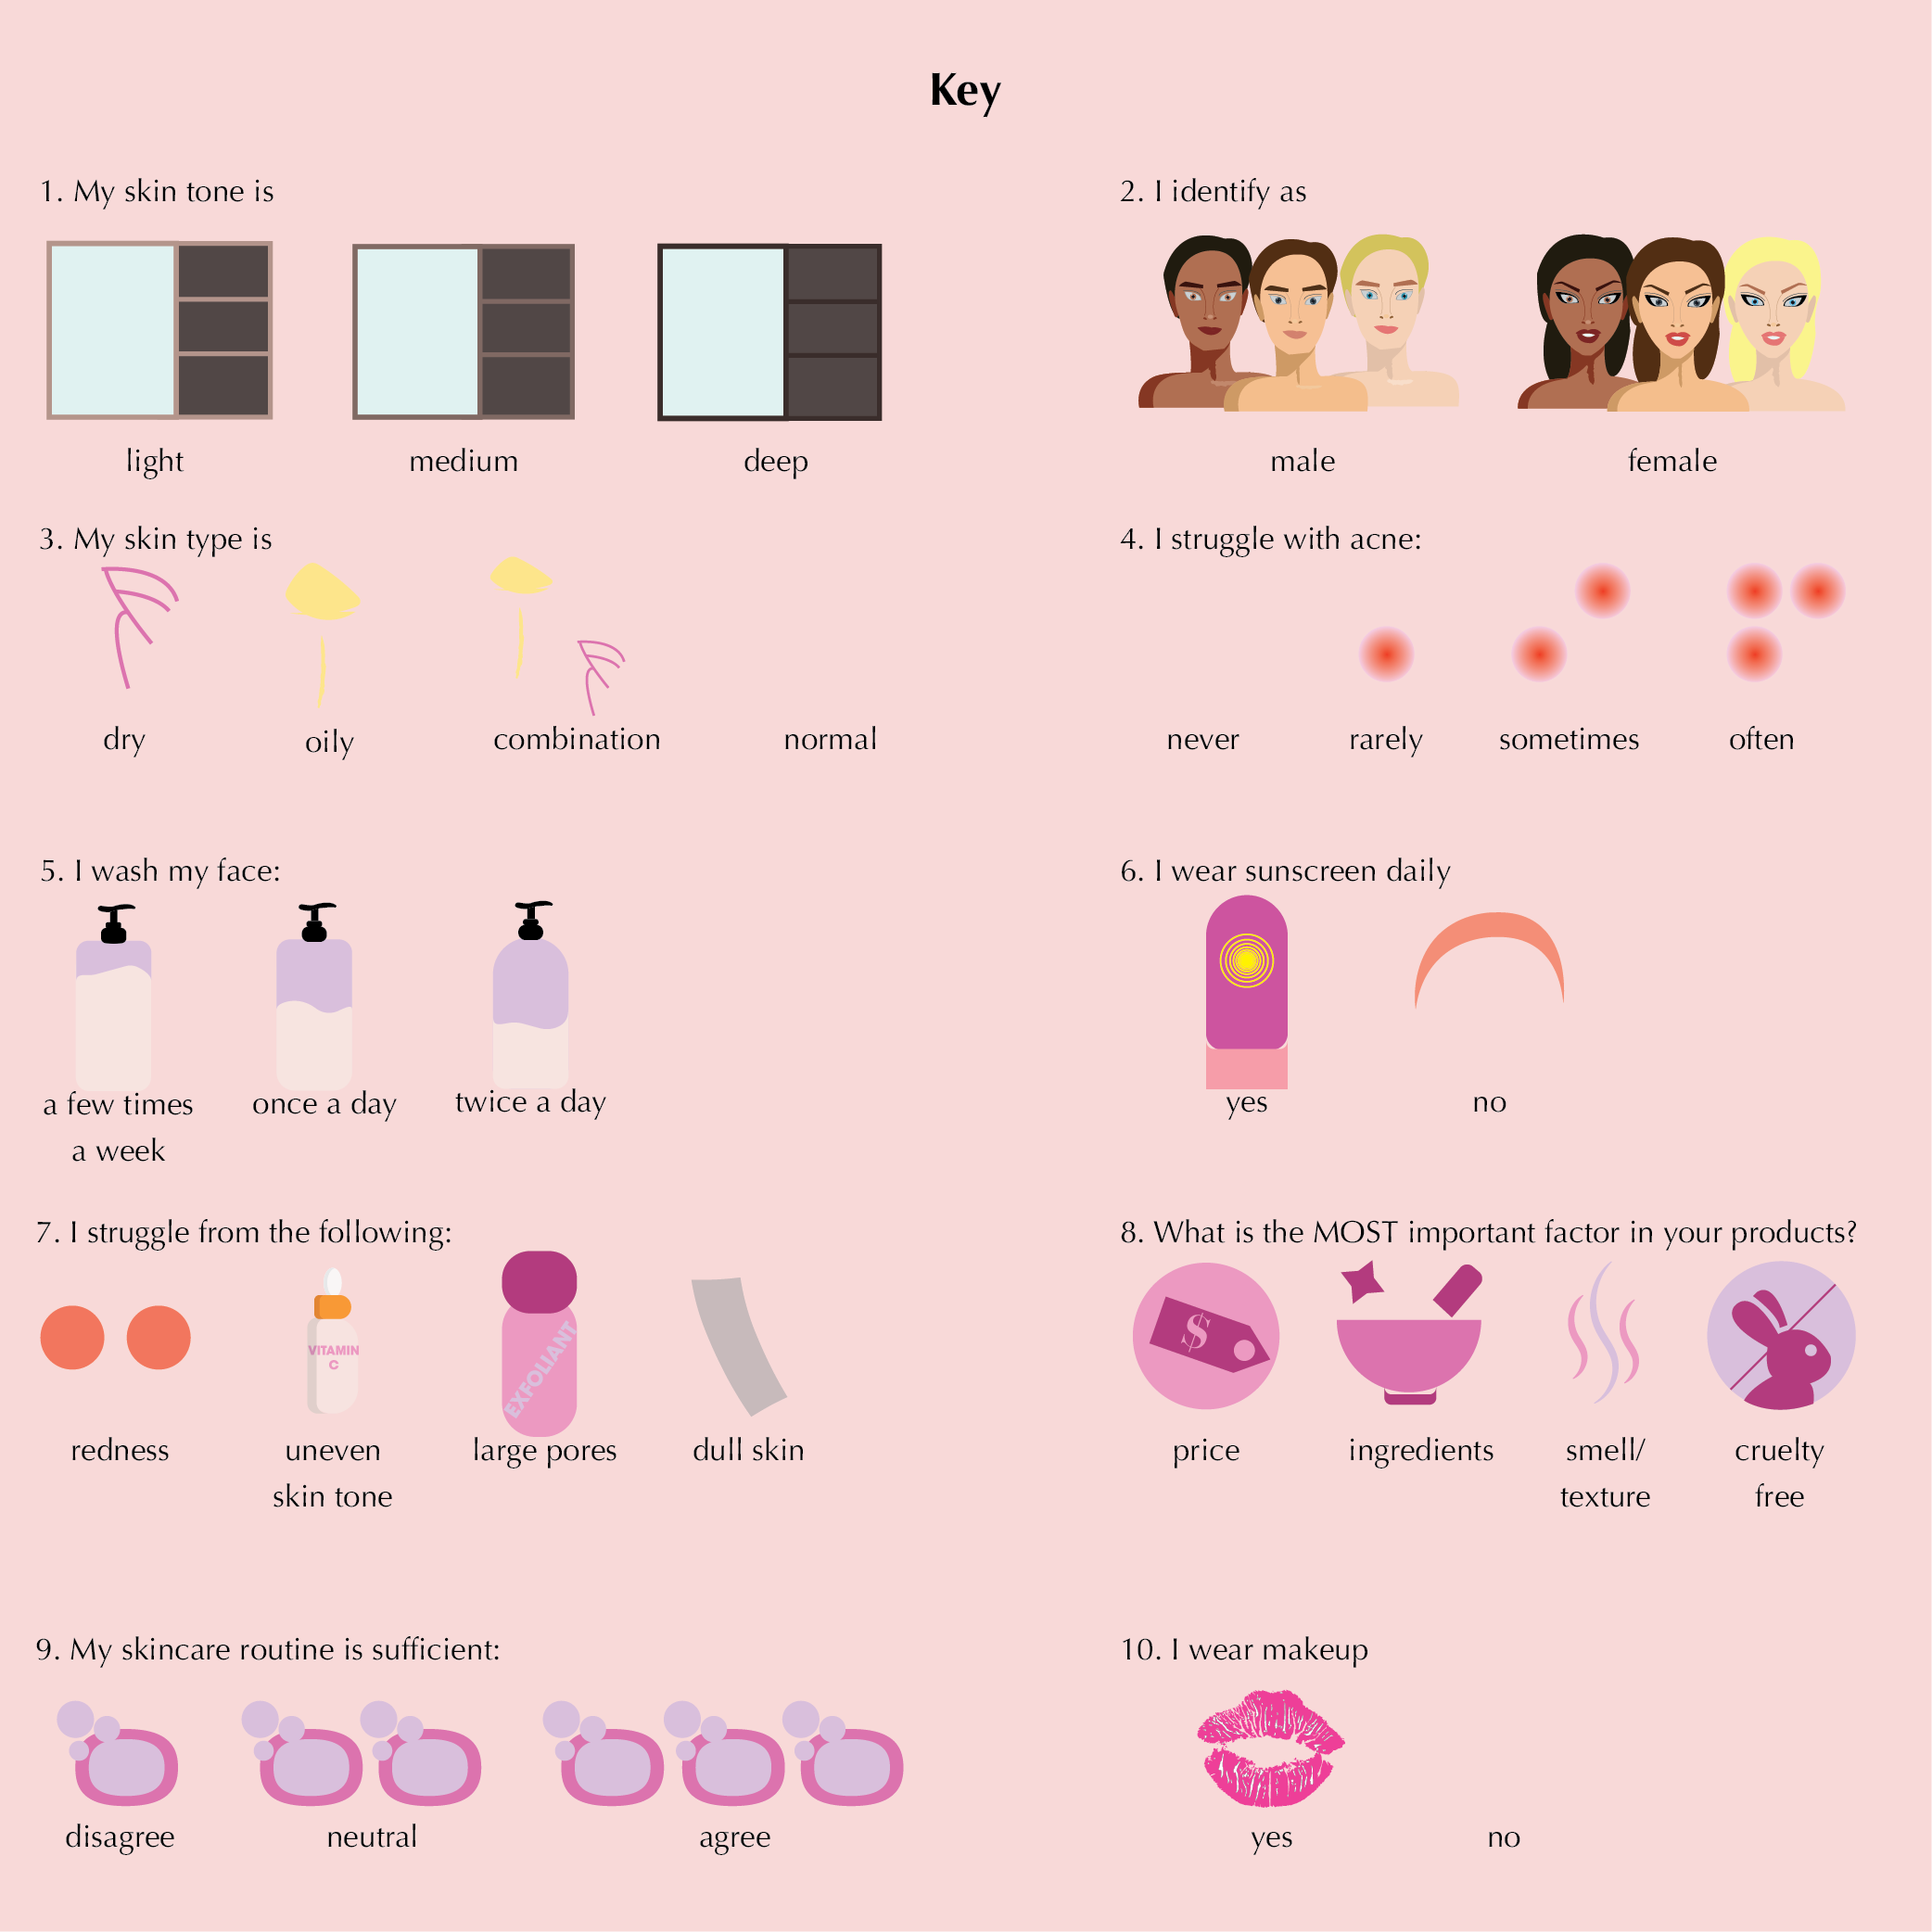 Key
1. My skin tone is
light
medium
deep
2. I identify as
male
female
3. My skin type is
dry
oily
combination
normal
4. I struggle with acne:
never
rarely
sometimes
often
5. I wash my face:
a few times
a week
once a day
twice a day
6. I wear sunscreen daily
yes
no
7. I struggle from the following:
VITAMIN
C
EXFOLIANT
redness
uneven
skin tone
large pores
dull skin
8. What is the MOST important factor in your products?
$
price
ingredients
smell/
texture
cruelty
free
9. My skincare routine is sufficient:
disagree
neutral
agree
10. I wear makeup
yes
no